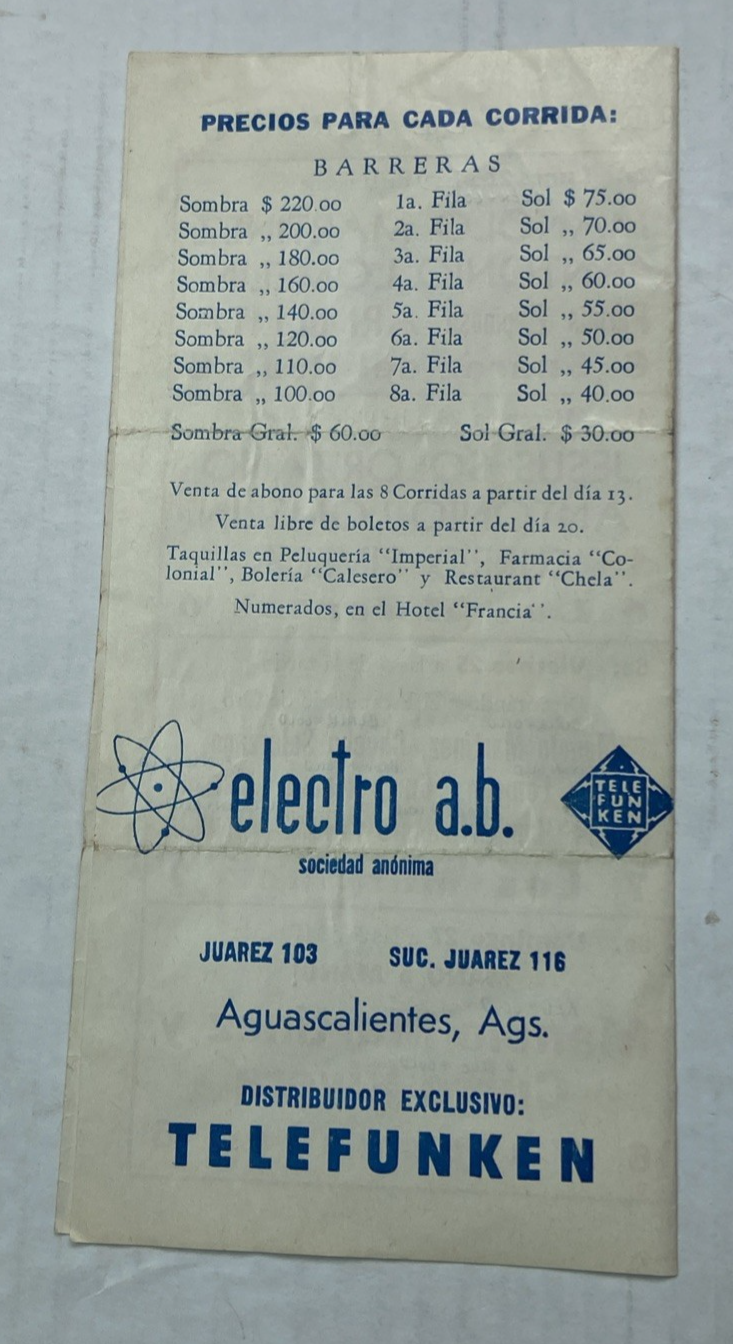 PRECIOS PARA CADA CORRIDA:
BARRERAS
Sombra $ 220.00 1a. Fila Sol $ 75.00
Sombra ,, 200.00 2a. Fila Sol ,, 70.00
Sombra ,, 180.00 3a. Fila Sol ,, 65.00
Sombra ,, 160.00 4a. Fila Sol ,, 60.00
Sombra ,, 140.00 5a. Fila Sol ,, 55.00
Sombra ,, 120.00 6a. Fila Sol ,, 50.00
Sombra ,, 110.00 7a. Fila Sol ,, 45.00
Sombra ,, 100.00 8a. Fila Sol ,, 40.00
Sombra Gral. $ 60.00 Sol Gral. $ 30.00
Venta de abono para las 8 Corridas a partir del día 13.
Venta libre de boletos a partir del día 20.
Taquillas en Peluquería "Imperial", Farmacia "Co-
lonial", Bolería "Calesero" y Restaurant "Chela".
Numerados, en el Hotel "Francia".
electro a.b.
sociedad anónima
TELE
FUN
KEN
JUAREZ 103 SUC. JUAREZ 116
Aguascalientes, Ags.
DISTRIBUIDOR EXCLUSIVO:
TELEFUNKEN